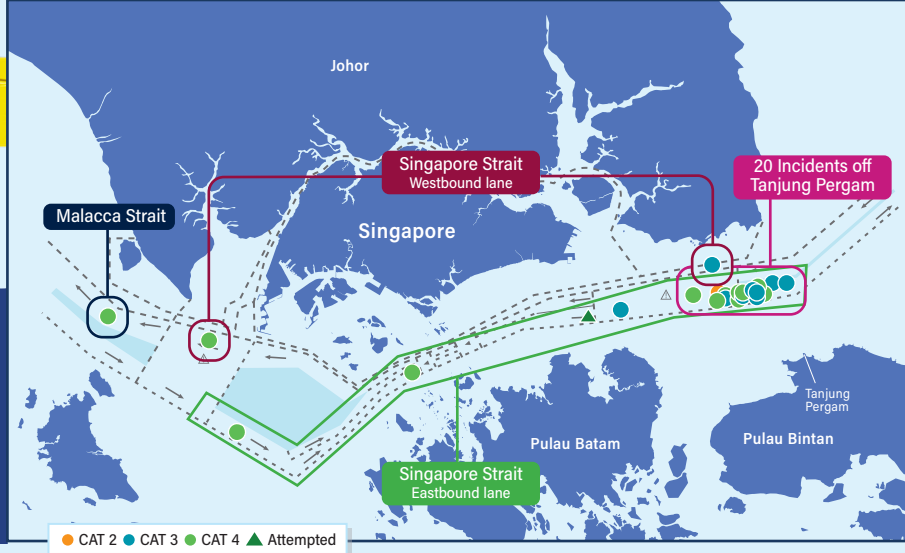 Johor
Singapore Strait
Westbound lane
20 Incidents off
Tanjung Pergam
Malacca Strait
Singapore
Tanjung
Pergam
Pulau Batam
Pulau Bintan
Singapore Strait
Eastbound lane
CAT 2 CAT 3 CAT 4 Attempted